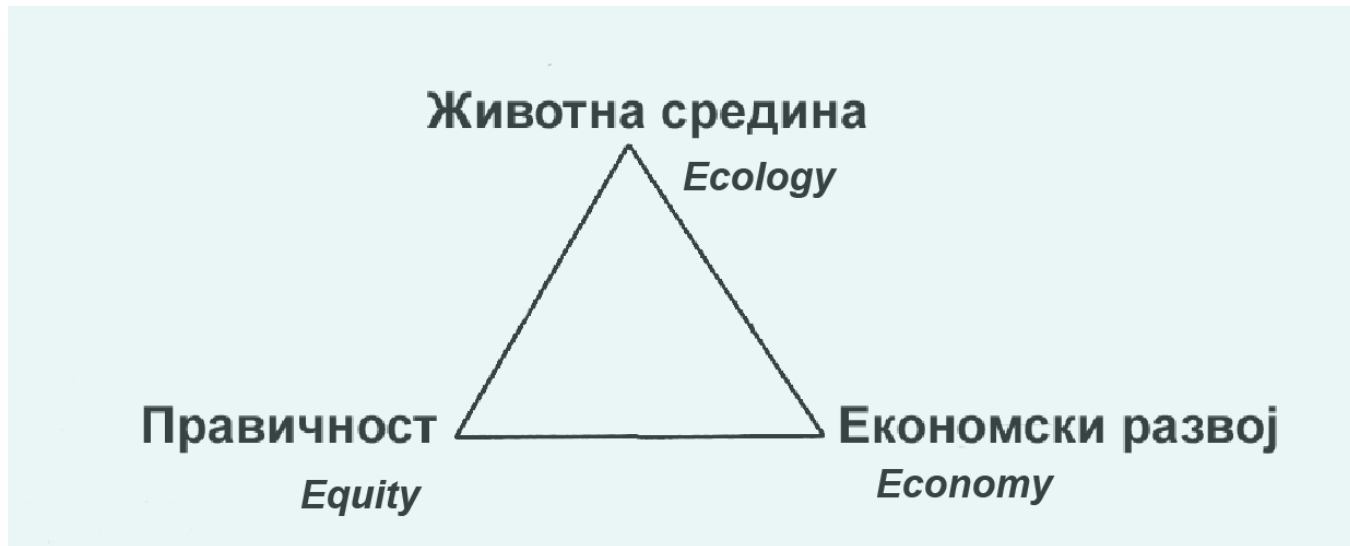 Животна средина
Ecology
Правичност
Економски развој
Equity
Economy